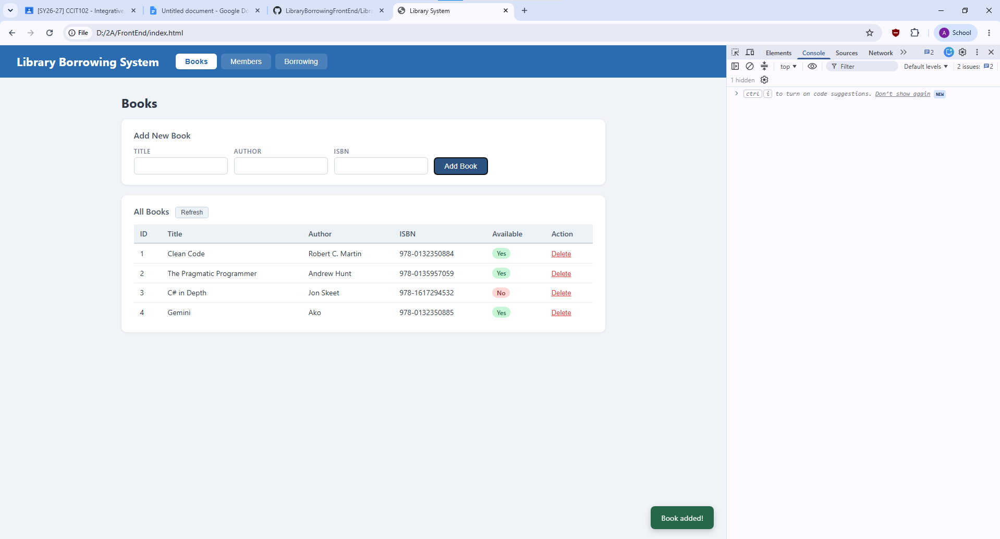 [SY26-27] CCIT102 - Integrative
Untitled document - Google Do
LibraryBorrowingFrontEnd/Libra
Library System
File
D:/2A/FrontEnd/index.html
A
School
Library Borrowing System
Books
Members
Borrowing
Elements
Console
Sources
Network
2
top
Filter
Default levels
2 issues:
2
1 hidden
ctrl i to turn on code suggestions. Don't show again NEW
Books
Add New Book
TITLE
AUTHOR
ISBN
Add Book
All Books
Refresh
ID Title Author ISBN Available Action
1 Clean Code Robert C. Martin 978-0132350884 Yes Delete
2 The Pragmatic Programmer Andrew Hunt 978-0135957059 Yes Delete
3 C# in Depth Jon Skeet 978-1617294532 No Delete
4 Gemini Ako 978-0132350885 Yes Delete
Book added!